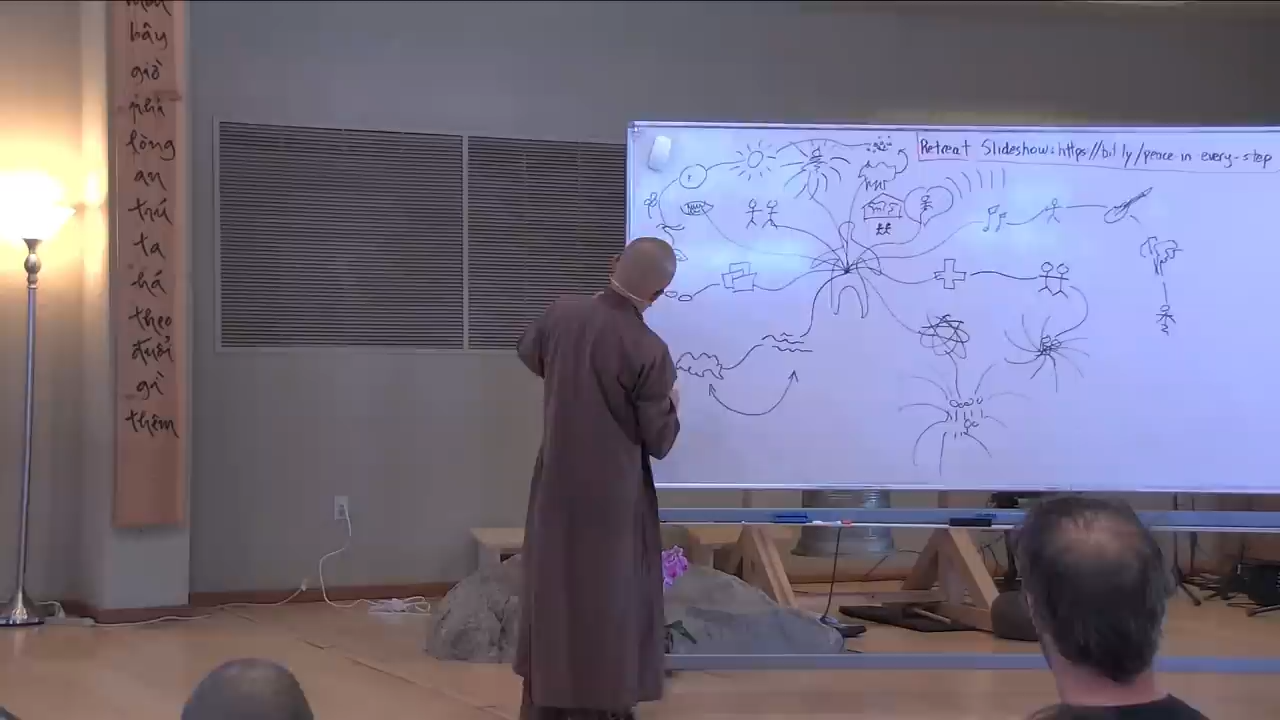 bây
giờ
lòng
an
trú
ta
há
theo
đuổi
gì
thêm
Retreat Slideshow: https://bit.ly/peace-in-every-step